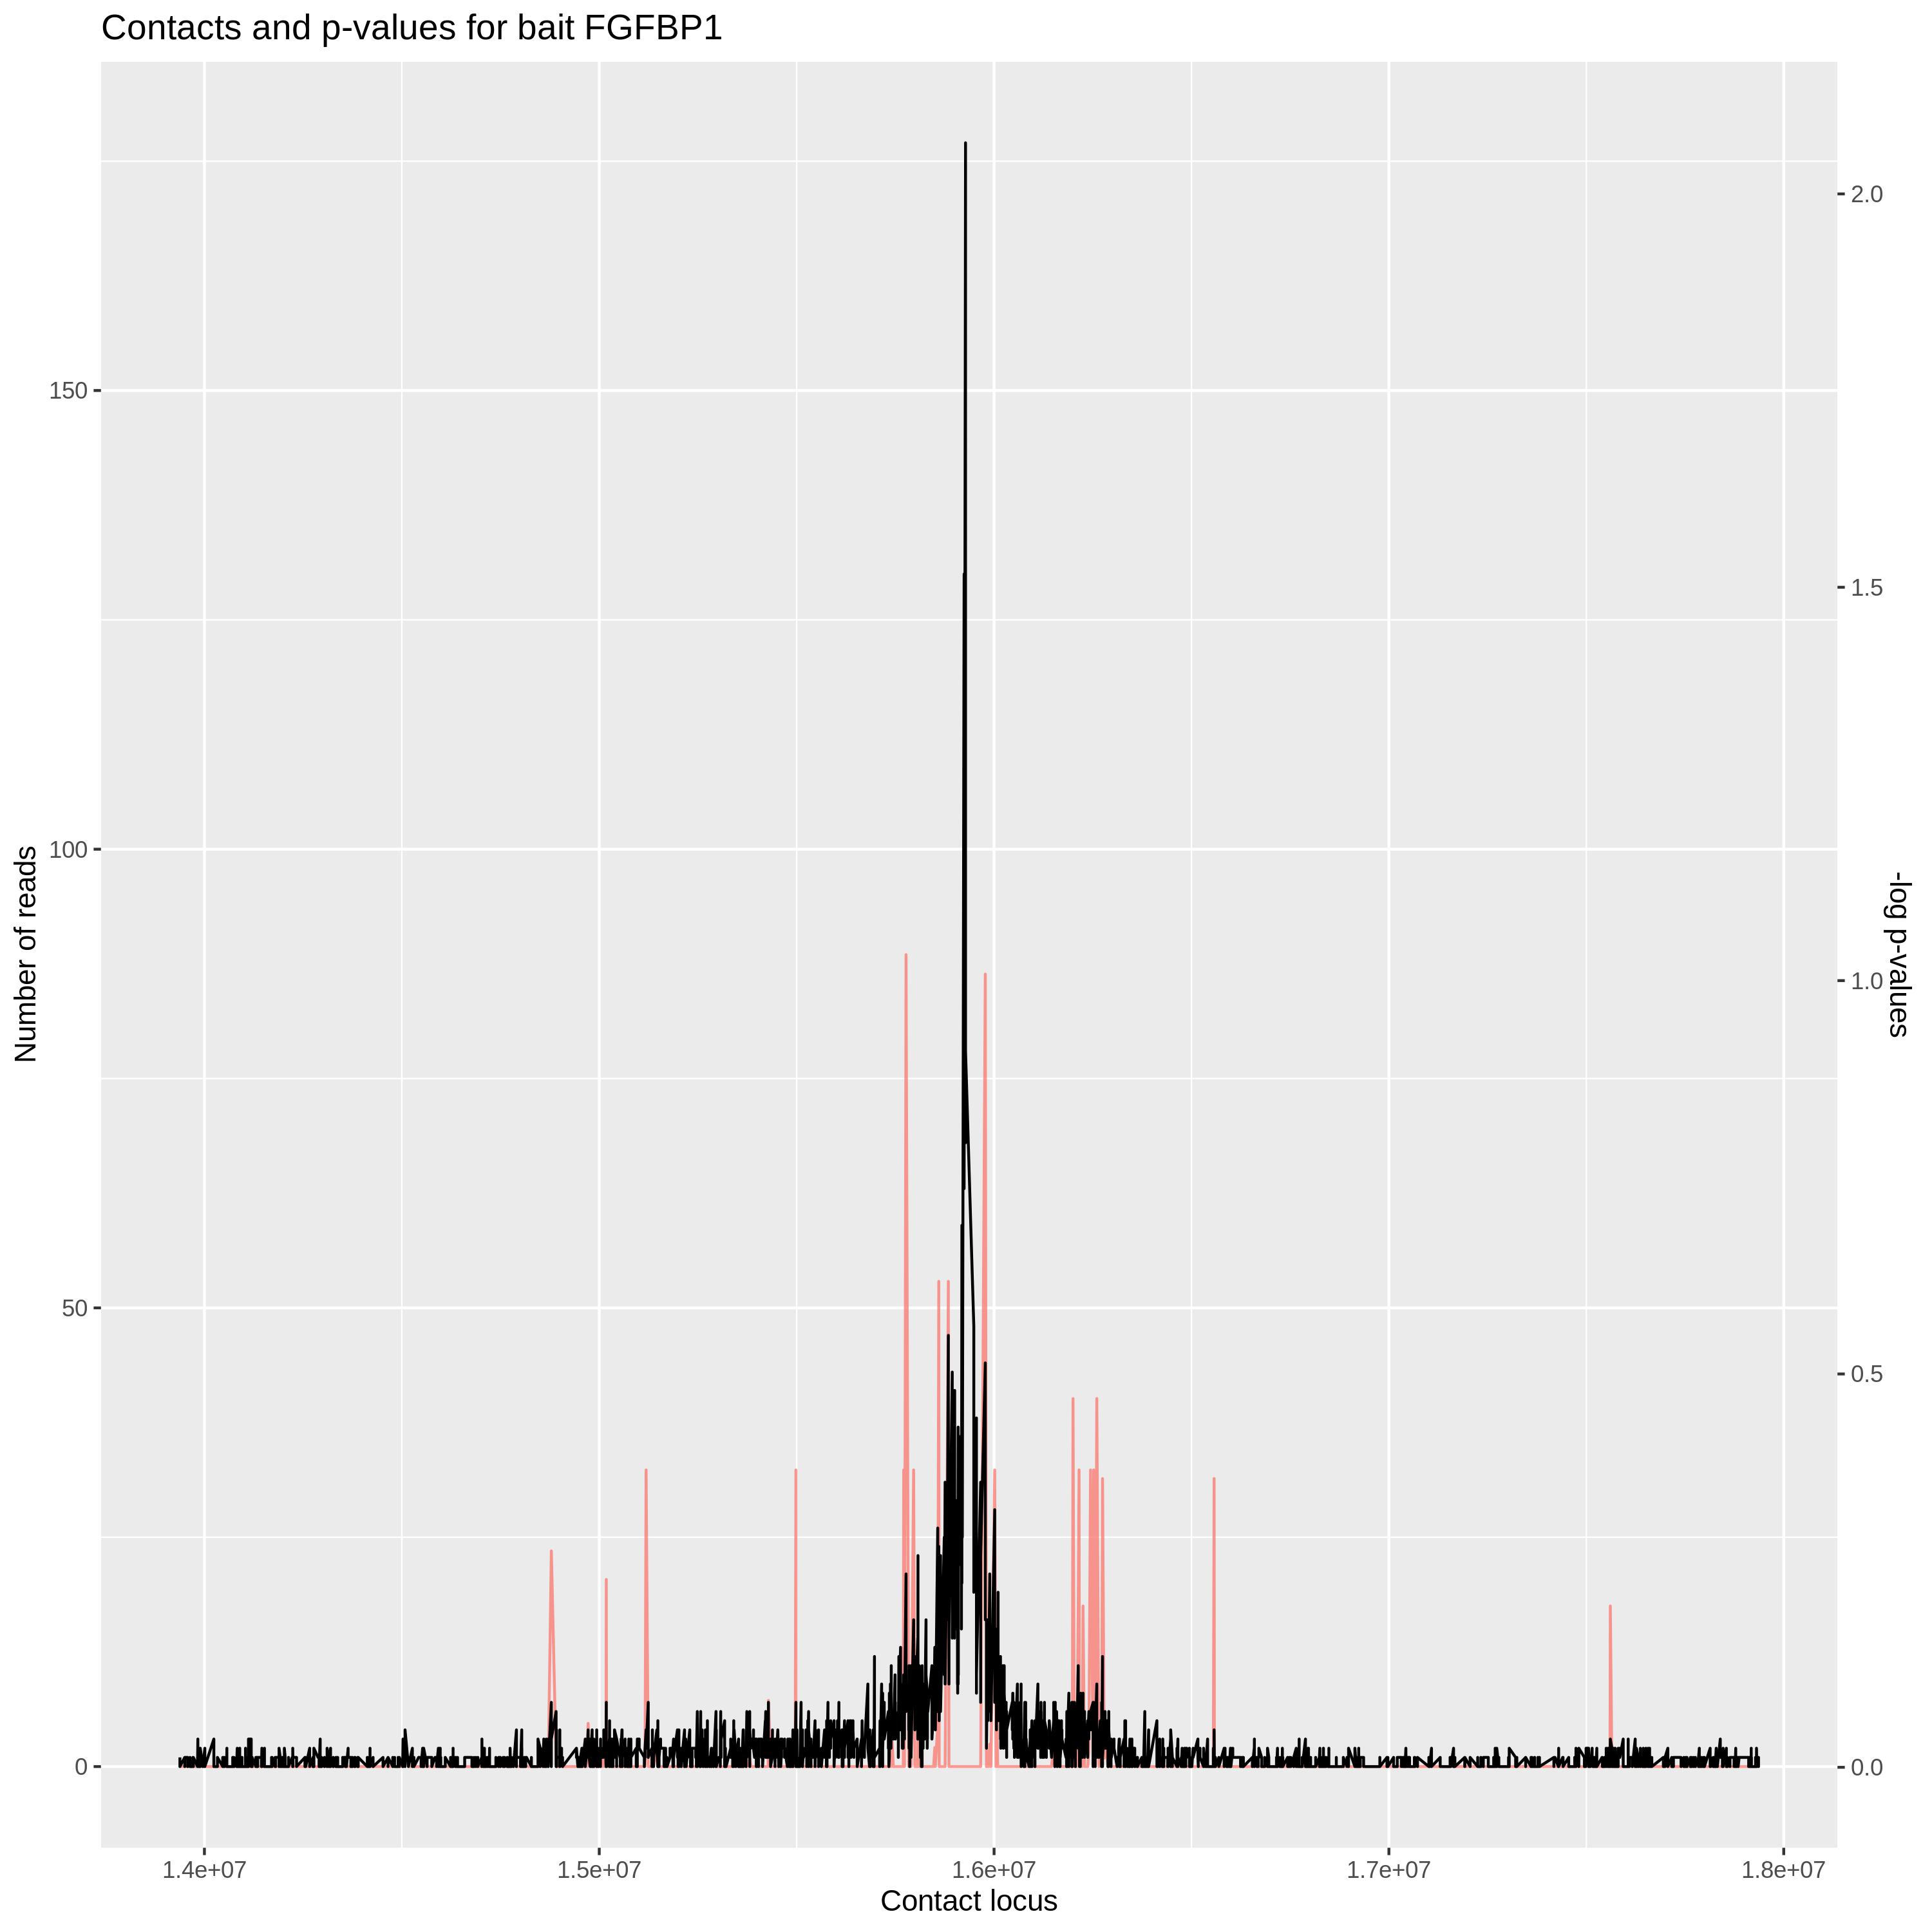 Contacts and p-values for bait FGFBP1
150
100
50
0
Number of reads
2.0
1.5
1.0
0.5
0.0
-log p-values
1.4e+07
1.5e+07
1.6e+07
1.7e+07
1.8e+07
Contact locus